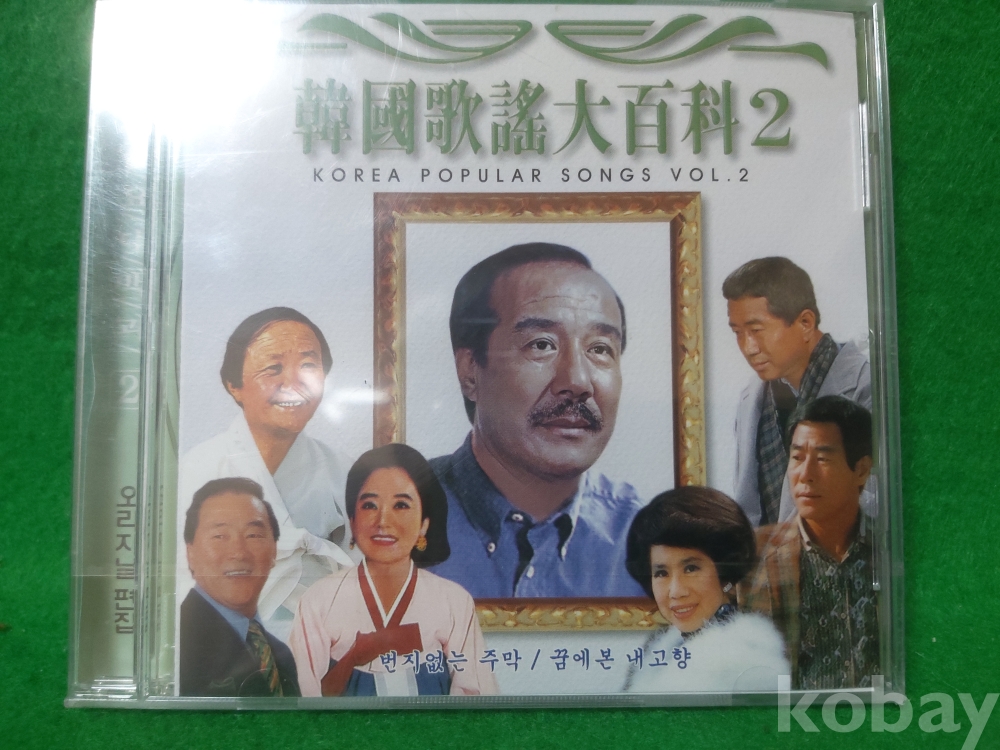 韓國歌謠大百科2
KOREA POPULAR SONGS VOL.2
번지없는 주막 / 꿈에본 내고향
2
오리지날 편집
kobay